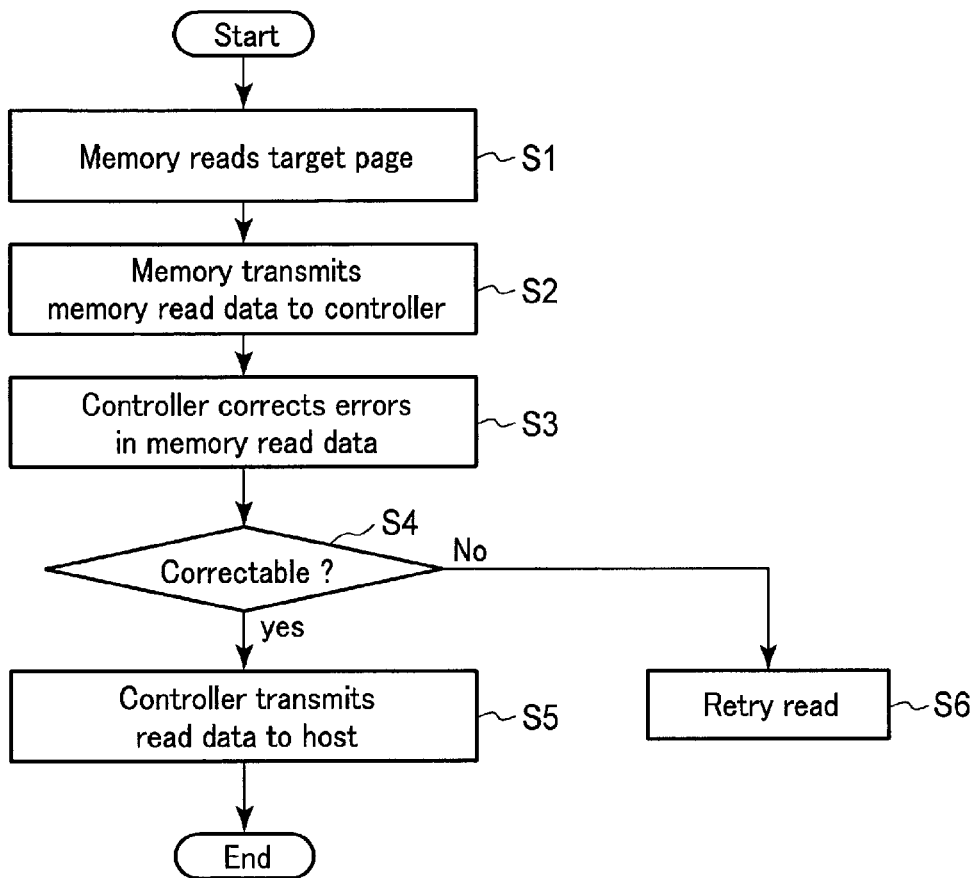 Start
Memory reads target page
S1
Memory transmits
memory read data to controller
S2
Controller corrects errors
in memory read data
S3
S4
Correctable ?
No
yes
Controller transmits
read data to host
S5
Retry read
S6
End